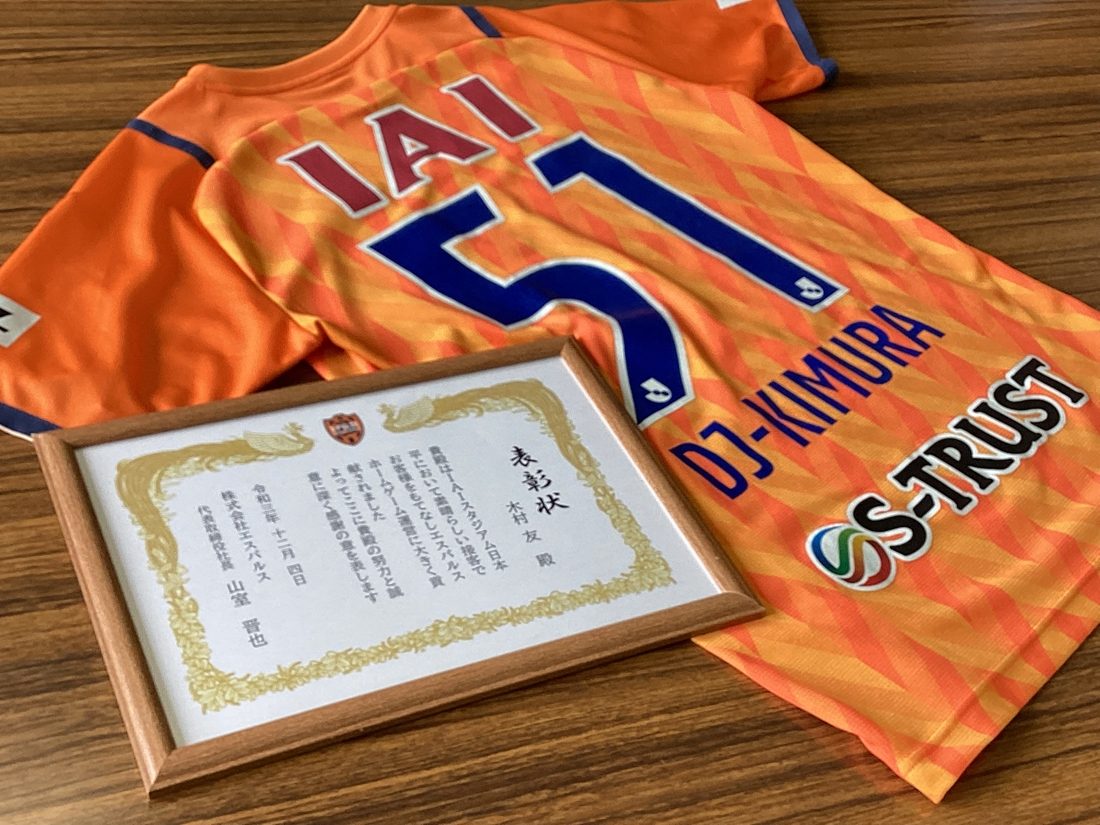 IAI
51
DJ-KIMURA
S-TRUST
表彰状
木村 友 殿
貴殿はホームスタジアム日本
平において素晴らしい接客で
お客様をもてなしエスパルス
ホームゲーム運営に大きく貢
献されました
よってここに貴殿の努力と誠
意に深く感謝の意を表します
令和三年 十二月 四日
株式会社エスパルス
代表取締役社長 山室 晋也